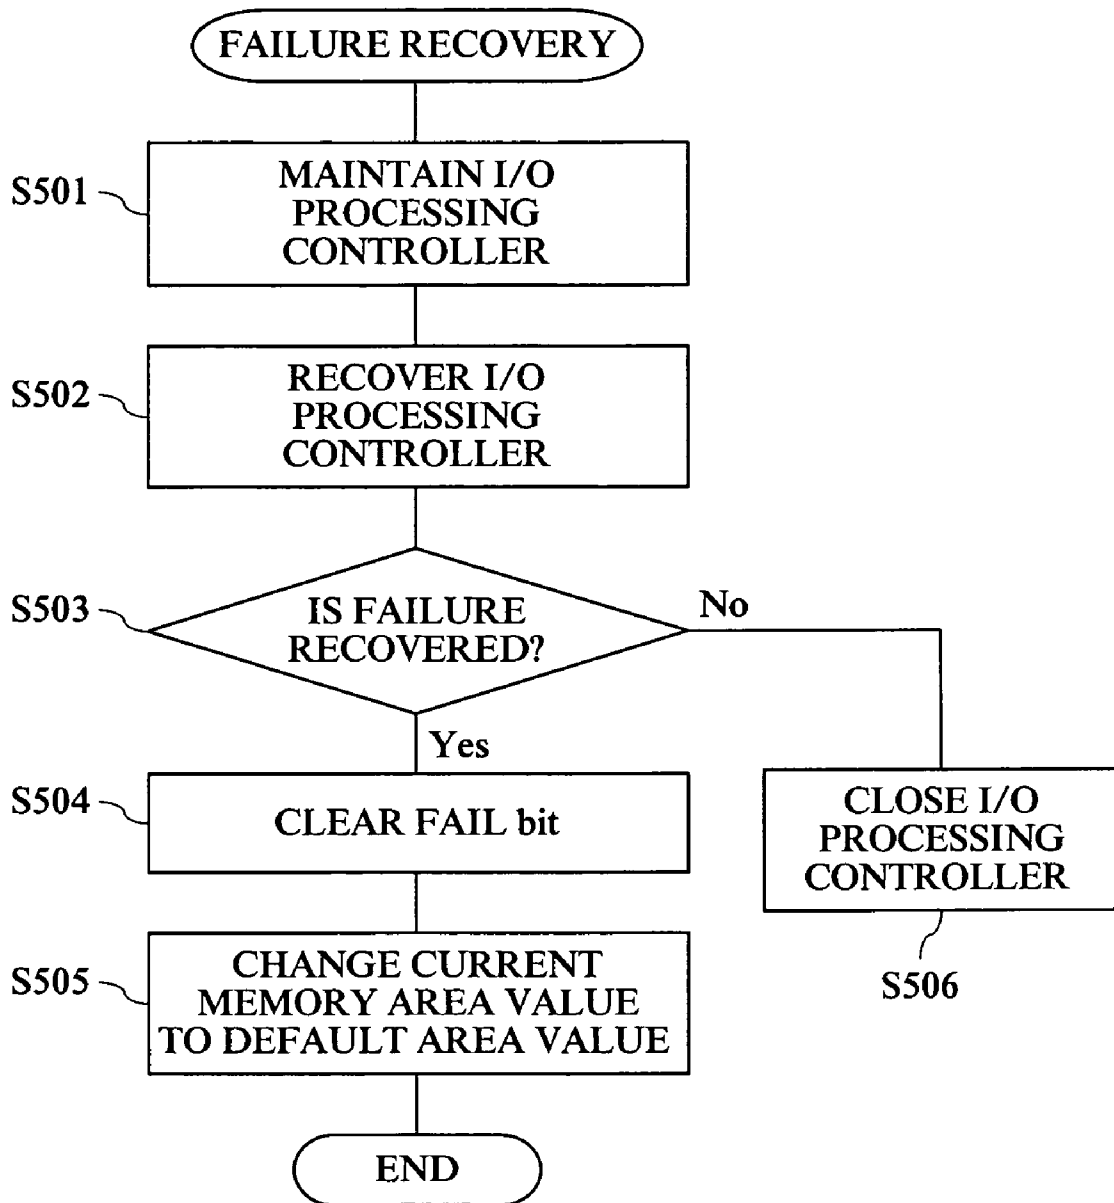 FAILURE RECOVERY
S501
MAINTAIN I/O
PROCESSING
CONTROLLER
S502
RECOVER I/O
PROCESSING
CONTROLLER
S503
IS FAILURE
RECOVERED?
No
Yes
S504
CLEAR FAIL bit
CLOSE I/O
PROCESSING
CONTROLLER
S506
S505
CHANGE CURRENT
MEMORY AREA VALUE
TO DEFAULT AREA VALUE
END